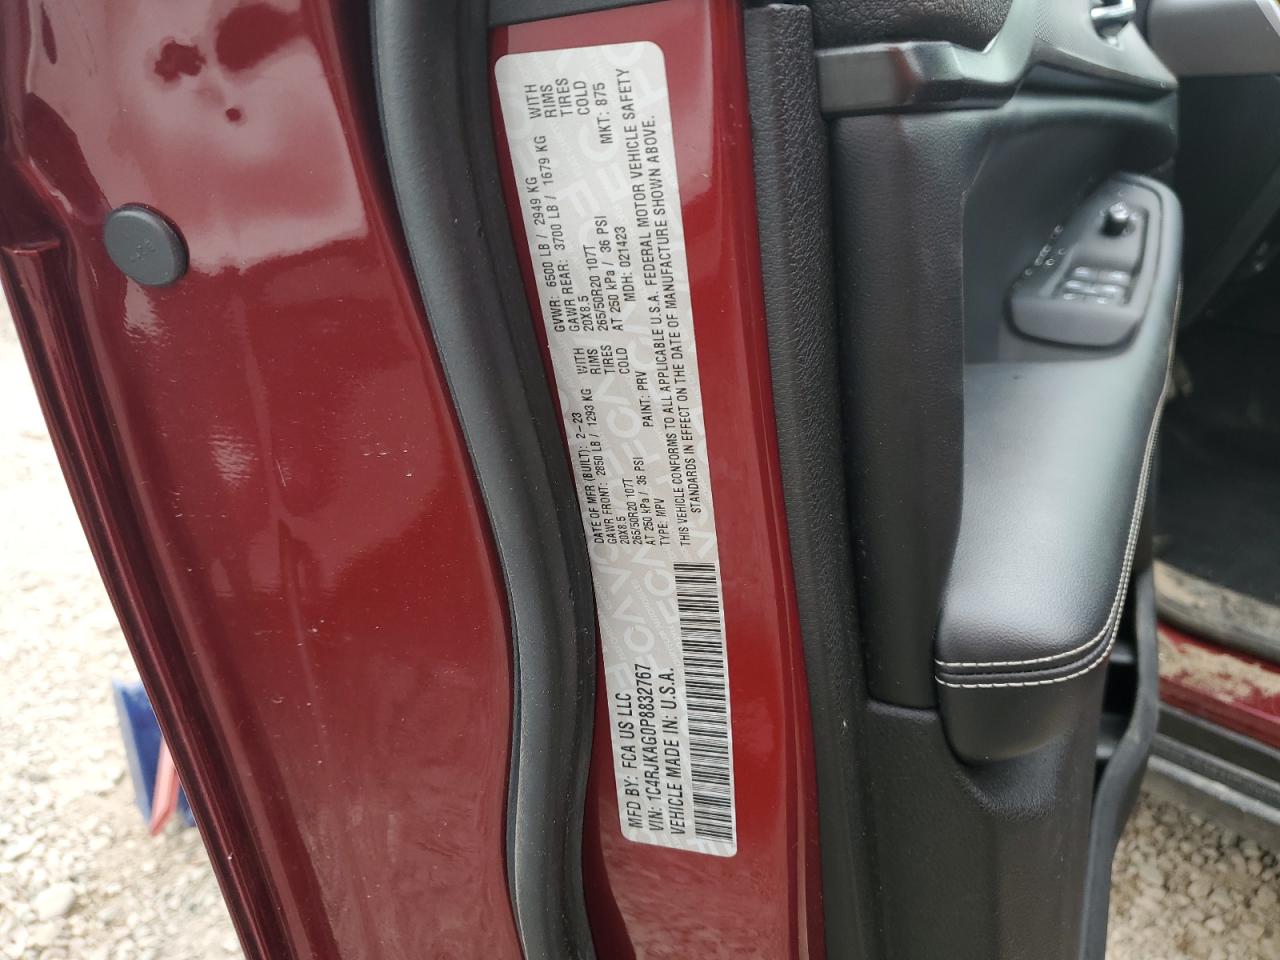 MFD BY: FCA US LLC
VIN: 1C4RJKAG0P8832767
VEHICLE MADE IN: U.S.A.
DATE OF MFR (BUILT): 2-23
GAWR FRONT: 2850 LB / 1293 KG WITH
20X8.5 RIMS
265/50R20 107T TIRES
AT 250 kPa / 36 PSI COLD
TYPE: MPV PAINT: PRV
GVWR: 6500 LB / 2949 KG
GAWR REAR: 3700 LB / 1679 KG WITH
20X8.5 RIMS
265/50R20 107T TIRES
AT 250 kPa / 36 PSI COLD
MDH: 021423 MKT: 875
THIS VEHICLE CONFORMS TO ALL APPLICABLE U.S.A. FEDERAL MOTOR VEHICLE SAFETY
STANDARDS IN EFFECT ON THE DATE OF MANUFACTURE SHOWN ABOVE.